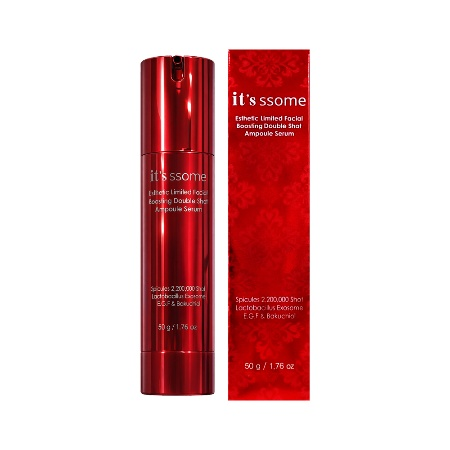 it's ssome
Esthetic Limited Facial
Boosting Double Shot
Ampoule Serum
Spicules 2,200,000 Shot
Lactobacillus Exosome
E.G.F & Bakuchiol
50 g / 1.76 oz
it's ssome
Esthetic Limited Facial
Boosting Double Shot
Ampoule Serum
Spicules 2,200,000 Shot
Lactobacillus Exosome
E.G.F & Bakuchiol
50 g / 1.76 oz